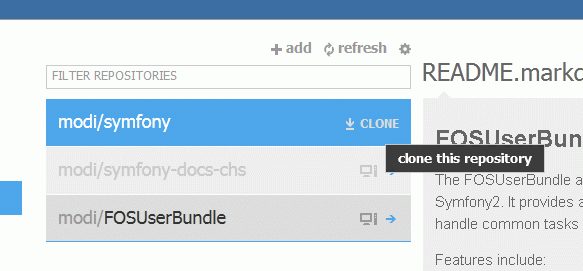 add refresh
FILTER REPOSITORIES
README.markd
modi/symfony
CLONE
clone this repository
modi/symfony-docs-chs
modi/FOSUserBundle
FOSUserBund
The FOSUserBundle a
Symfony2. It provides a
handle common tasks
Features include: